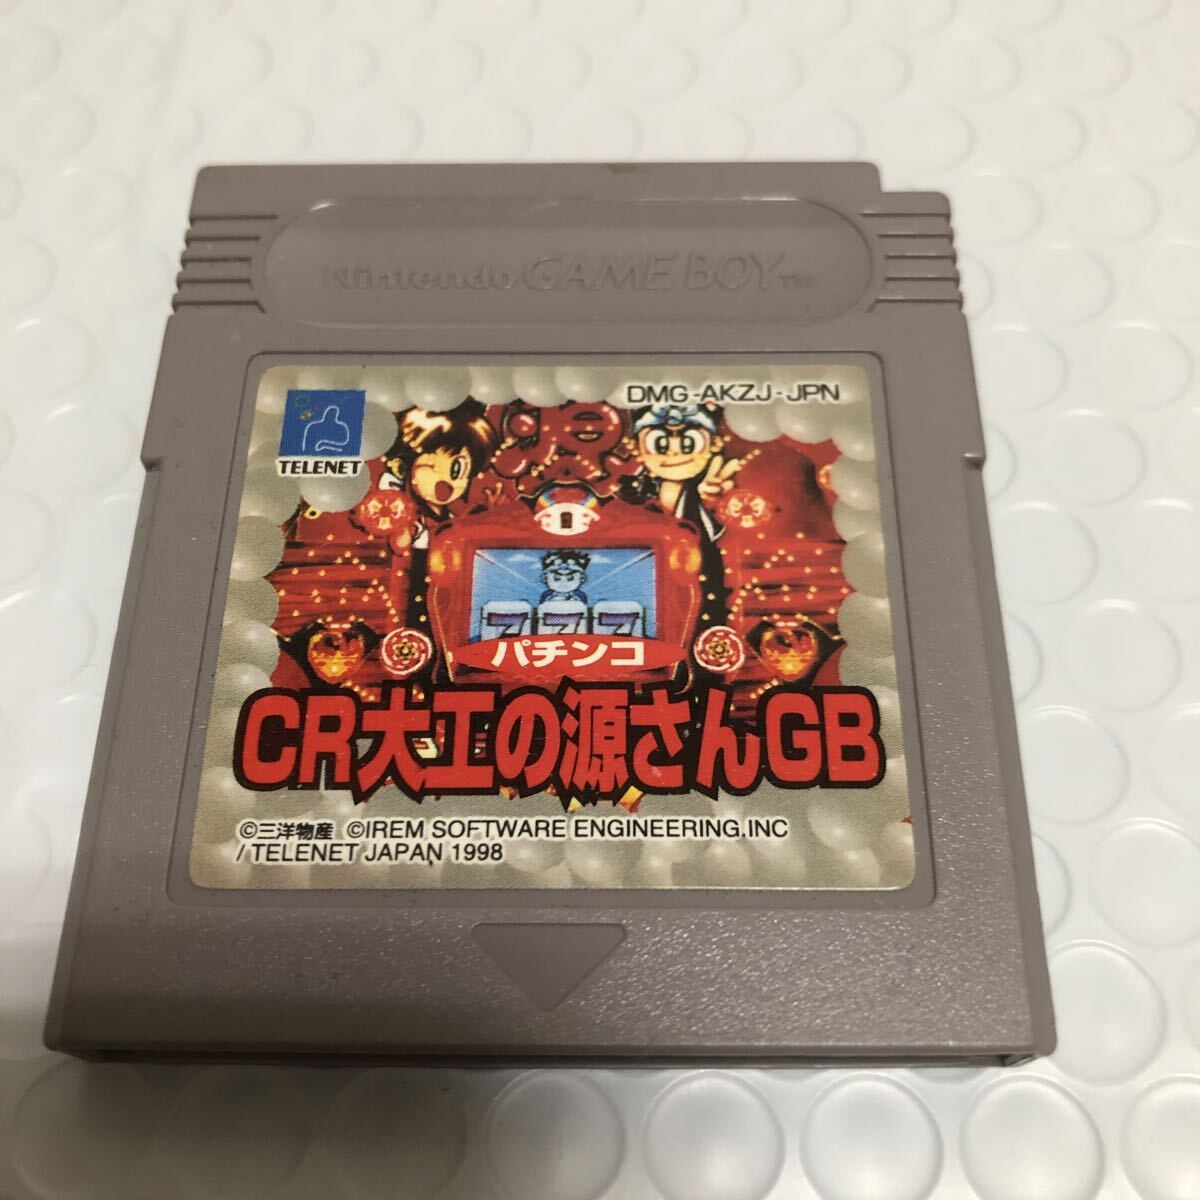 Nintendo GAME BOY™
DMG-AKZJ-JPN
TELENET
777
パチンコ
CR大工の源さんGB
©三洋物産 ©IREM SOFTWARE ENGINEERING.INC
/ TELENET JAPAN 1998